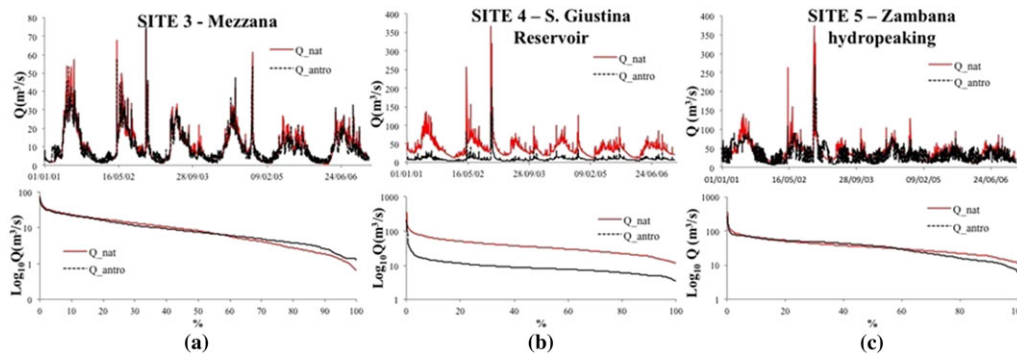 SITE 3 - Mezzana
Q(m³/s)
80
70
60
50
40
30
20
10
0
Q_nat
Q_antro
01/01/01 16/05/02 28/09/03 09/02/05 24/06/06
Log₁₀Q(m³/s)
100
10
1
0
Q_nat
Q_antro
0 10 20 30 40 50 60 70 80 90 100
%
(a)
SITE 4 – S. Giustina
Reservoir
Q(m³/s)
400
350
300
250
200
150
100
50
0
Q_nat
Q_antro
01/01/01 16/05/02 28/09/03 09/02/05 24/06/06
Log₁₀Q(m³/s)
1000
100
10
1
Q_nat
Q_antro
0 20 40 60 80 100
%
(b)
SITE 5 – Zambana
hydropeaking
Q (m³/s)
400
350
300
250
200
150
100
50
0
Q_nat
Q_antro
01/01/01 16/05/02 28/09/03 09/02/05 24/06/06
Log₁₀Q (m³/s)
1000
100
10
1
Q_nat
Q_antro
0 20 40 60 80 100
%
(c)